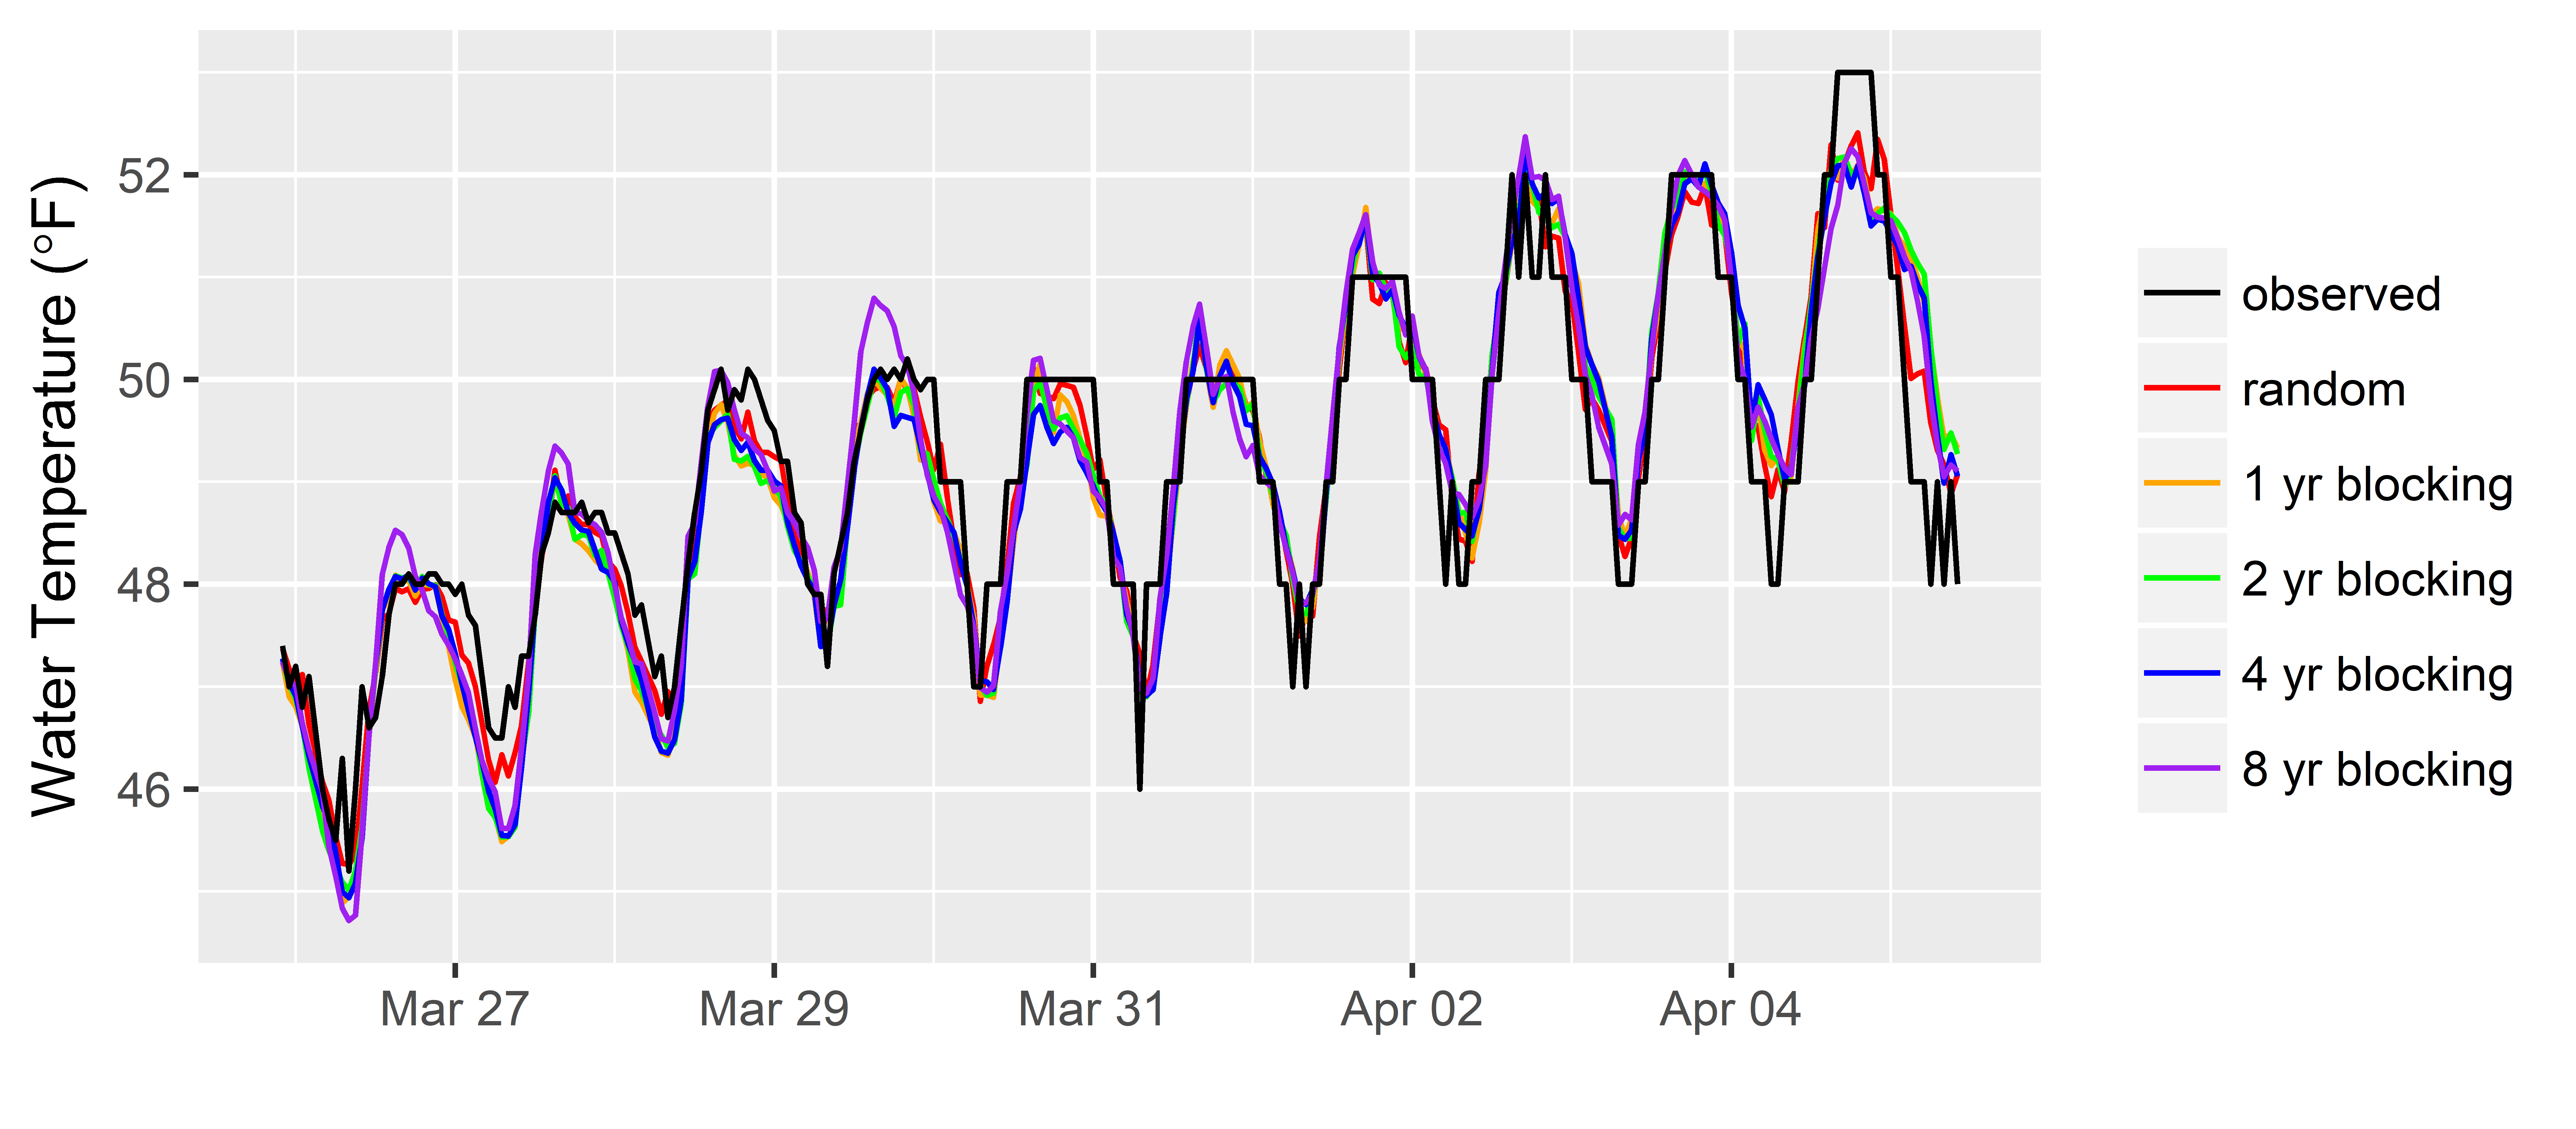 Water Temperature (°F)
52
50
48
46
Mar 27
Mar 29
Mar 31
Apr 02
Apr 04
observed
random
1 yr blocking
2 yr blocking
4 yr blocking
8 yr blocking